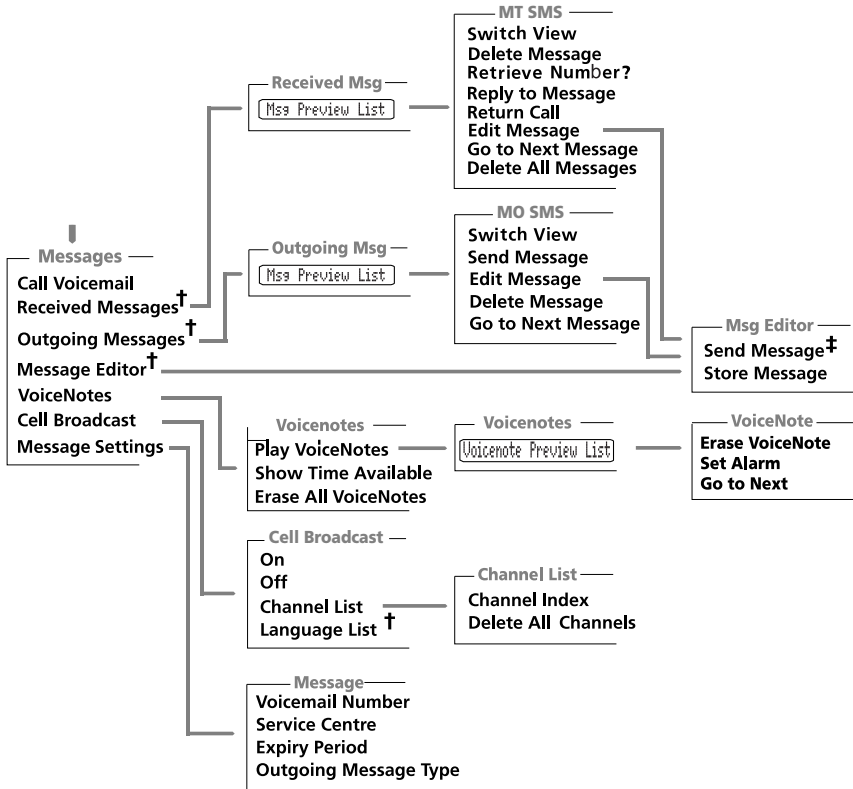 Messages
Call Voicemail
Received Messages†
Outgoing Messages†
Message Editor†
VoiceNotes
Cell Broadcast
Message Settings
Received Msg
Msg Preview List
MT SMS
Switch View
Delete Message
Retrieve Number?
Reply to Message
Return Call
Edit Message
Go to Next Message
Delete All Messages
Outgoing Msg
Msg Preview List
MO SMS
Switch View
Send Message
Edit Message
Delete Message
Go to Next Message
Msg Editor
Send Message‡
Store Message
Voicenotes
Play VoiceNotes
Show Time Available
Erase All VoiceNotes
Voicenotes
Voicenote Preview List
VoiceNote
Erase VoiceNote
Set Alarm
Go to Next
Cell Broadcast
On
Off
Channel List
Language List †
Channel List
Channel Index
Delete All Channels
Message
Voicemail Number
Service Centre
Expiry Period
Outgoing Message Type